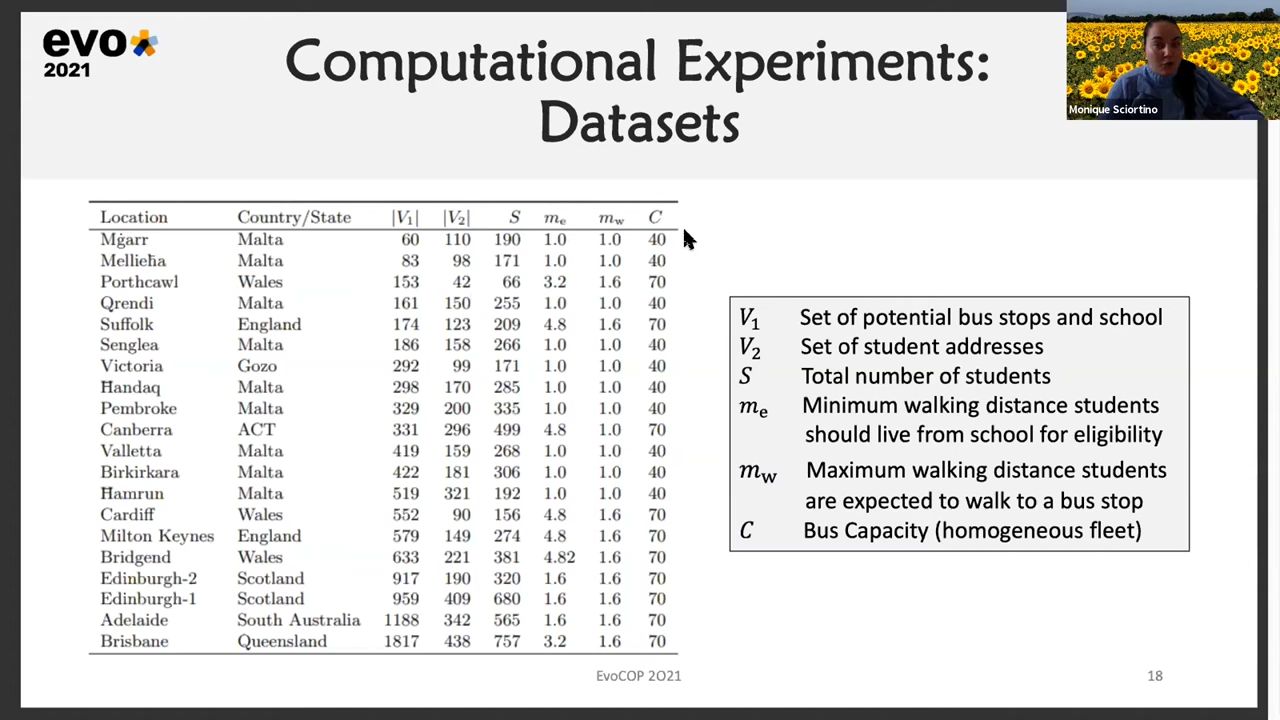 evo
2021
Computational Experiments:
Datasets
Monique Sciortino
Location Country/State |V1| |V2| S me mw C
Mġarr Malta 60 110 190 1.0 1.0 40
Mellieħa Malta 83 98 171 1.0 1.0 40
Porthcawl Wales 153 42 66 3.2 1.6 70
Qrendi Malta 161 150 255 1.0 1.0 40
Suffolk England 174 123 209 4.8 1.6 70
Senglea Malta 186 158 266 1.0 1.0 40
Victoria Gozo 292 99 171 1.0 1.0 40
Ħandaq Malta 298 170 285 1.0 1.0 40
Pembroke Malta 329 200 335 1.0 1.0 40
Canberra ACT 331 296 499 4.8 1.0 70
Valletta Malta 419 159 268 1.0 1.0 40
Birkirkara Malta 422 181 306 1.0 1.0 40
Ħamrun Malta 519 321 192 1.0 1.0 40
Cardiff Wales 552 90 156 4.8 1.6 70
Milton Keynes England 579 149 274 4.8 1.6 70
Bridgend Wales 633 221 381 4.82 1.6 70
Edinburgh-2 Scotland 917 190 320 1.6 1.6 70
Edinburgh-1 Scotland 959 409 680 1.6 1.6 70
Adelaide South Australia 1188 342 565 1.6 1.6 70
Brisbane Queensland 1817 438 757 3.2 1.6 70
V1 Set of potential bus stops and school
V2 Set of student addresses
S Total number of students
me Minimum walking distance students
should live from school for eligibility
mw Maximum walking distance students
are expected to walk to a bus stop
C Bus Capacity (homogeneous fleet)
EvoCOP 2021
18